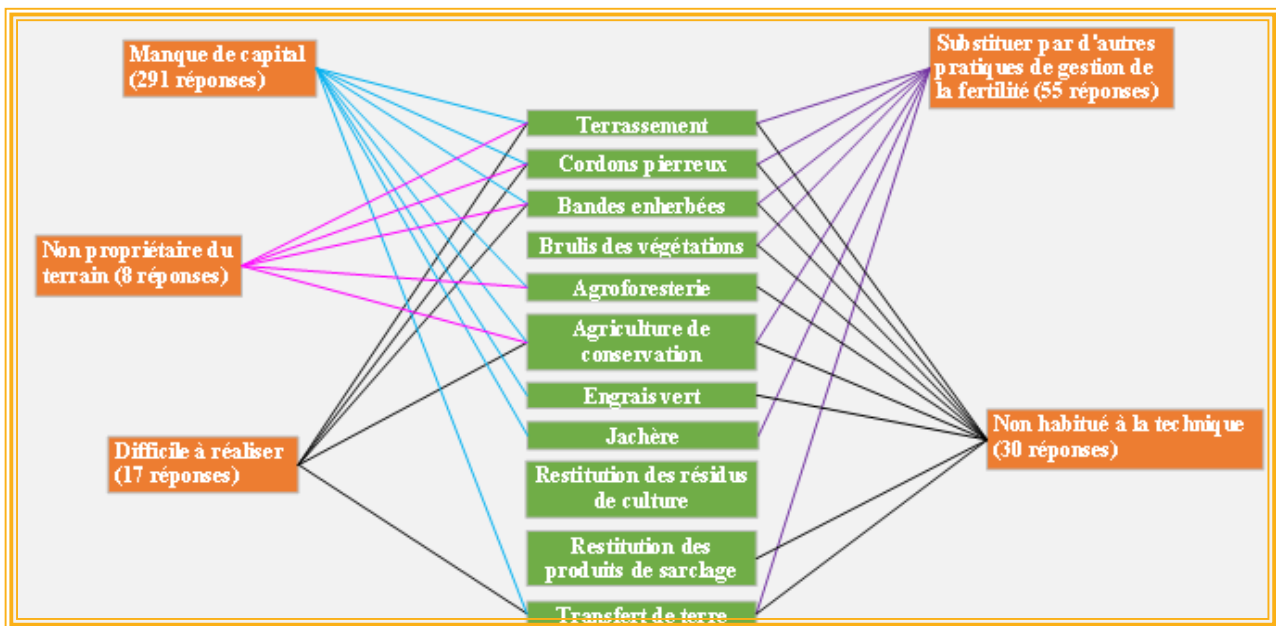 Manque de capital
(291 réponses)
Substituer par d'autres
pratiques de gestion de
la fertilité (55 réponses)
Terrassement
Cordons pierreux
Bandes enherbées
Brulis des végétations
Non propriétaire du
terrain (8 réponses)
Agroforesterie
Agriculture de
conservation
Engrais vert
Jachère
Difficile à réaliser
(17 réponses)
Non habitué à la technique
(30 réponses)
Restitution des résidus
de culture
Restitution des
produits de sarclage
Transfert de terre